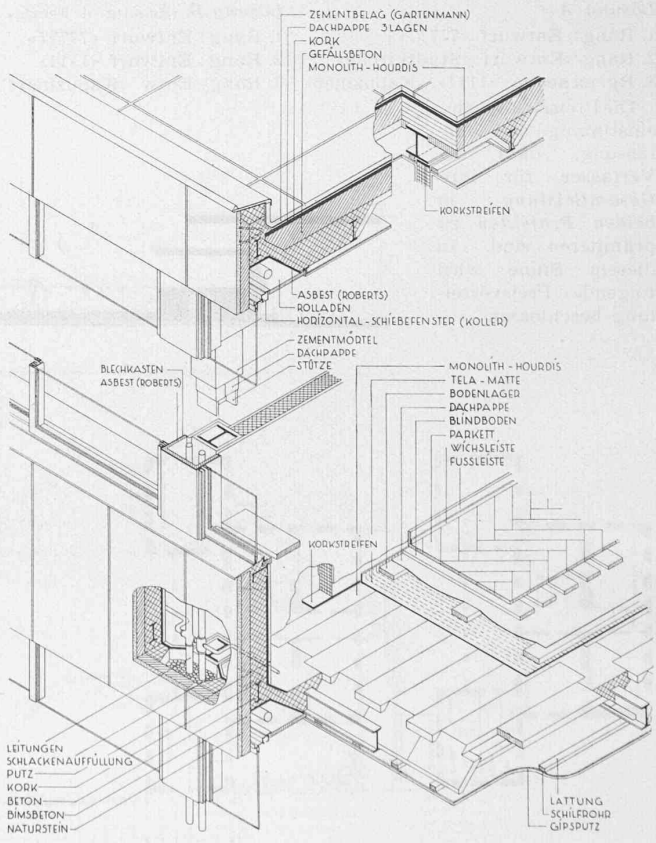 ZEMENTBELAG (GARTENMANN)
DACHPAPPE 3 LAGEN
KORK
GEFÄLLSBETON
MONOLITH-HOURDIS
KORKSTREIFEN
ASBEST (ROBERTS)
ROLLADEN
HORIZONTAL-SCHIEBEFENSTER (KOLLER)
ZEMENTMÖRTEL
DACHPAPPE
STÜTZE
BLECHKASTEN
ASBEST (ROBERTS)
MONOLITH-HOURDIS
TELA-MATTE
BODENLAGER
DACHPAPPE
BLINDBODEN
PARKETT
WICHSLEISTE
FUSSLEISTE
KORKSTREIFEN
LEITUNGEN
SCHLACKENAUFFÜLLUNG
PUTZ
KORK
BETON
BIMSBETON
NATURSTEIN
LATTUNG
SCHILFROHR
GIPSPUTZ